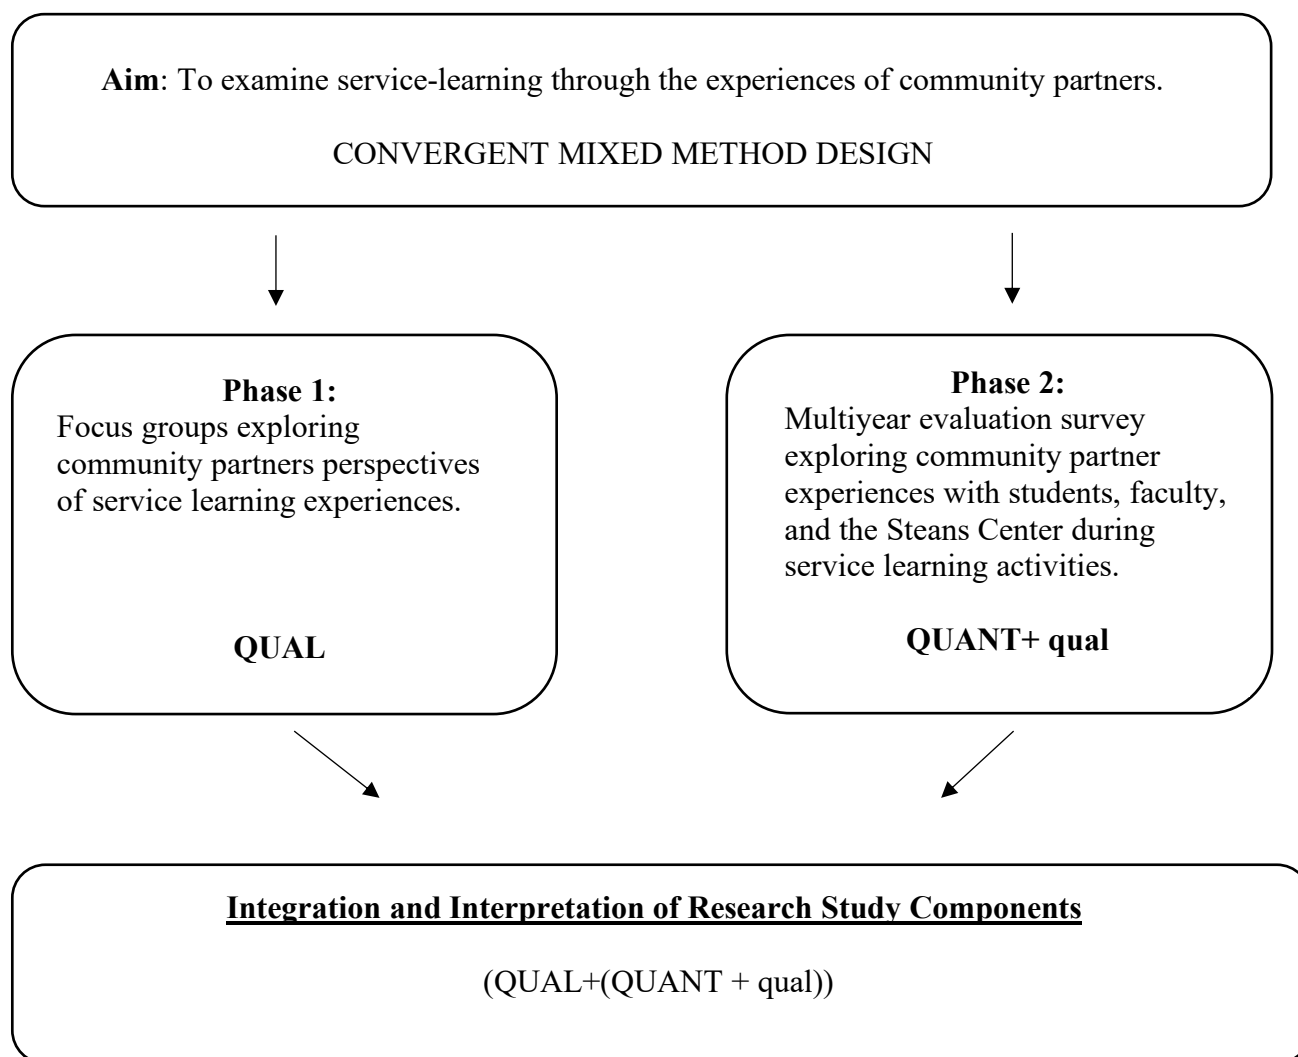 Aim: To examine service-learning through the experiences of community partners.
CONVERGENT MIXED METHOD DESIGN
Phase 1:
Focus groups exploring
community partners perspectives
of service learning experiences.
QUAL
Phase 2:
Multiyear evaluation survey
exploring community partner
experiences with students, faculty,
and the Steans Center during
service learning activities.
QUANT+ qual
Integration and Interpretation of Research Study Components
(QUAL+(QUANT + qual))